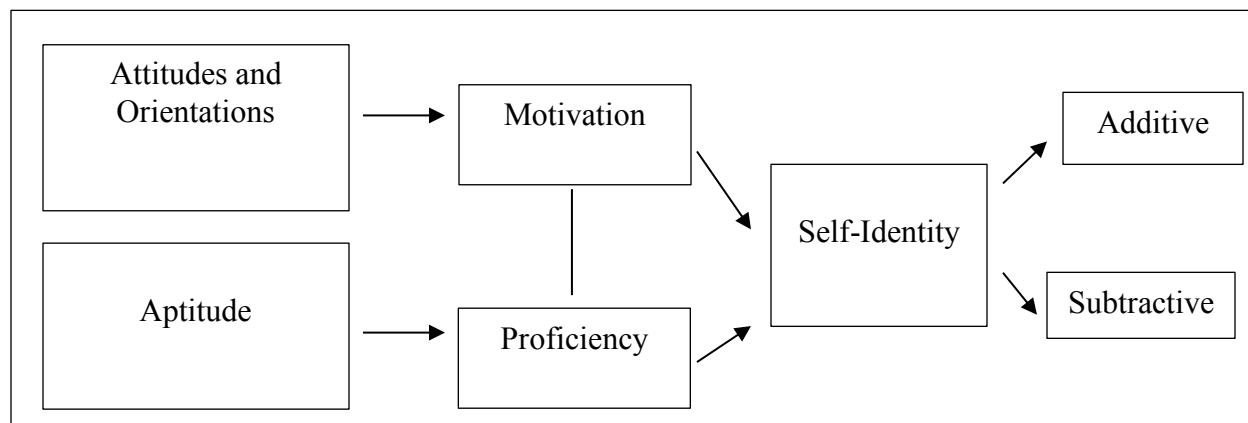 Attitudes and
Orientations
Motivation
Additive
Self-Identity
Aptitude
Proficiency
Subtractive